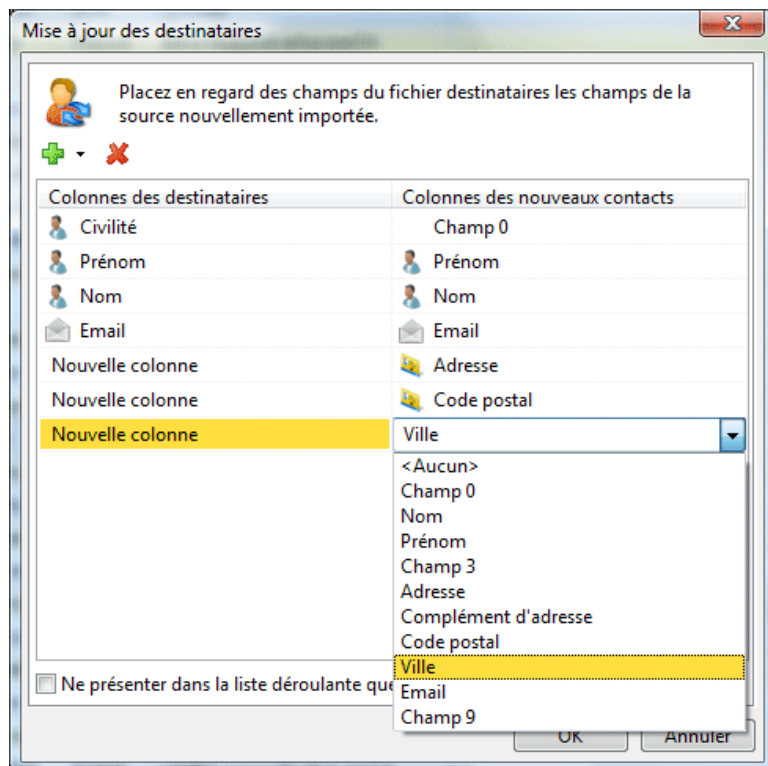 Mise à jour des destinataires
Placez en regard des champs du fichier destinataires les champs de la
source nouvellement importée.
Colonnes des destinataires Colonnes des nouveaux contacts
Civilité Champ 0
Prénom Prénom
Nom Nom
Email Email
Nouvelle colonne Adresse
Nouvelle colonne Code postal
Nouvelle colonne Ville
<Aucun>
Champ 0
Nom
Prénom
Champ 3
Adresse
Complément d'adresse
Code postal
Ville
Email
Champ 9
Ne présenter dans la liste déroulante que
OK Annuler